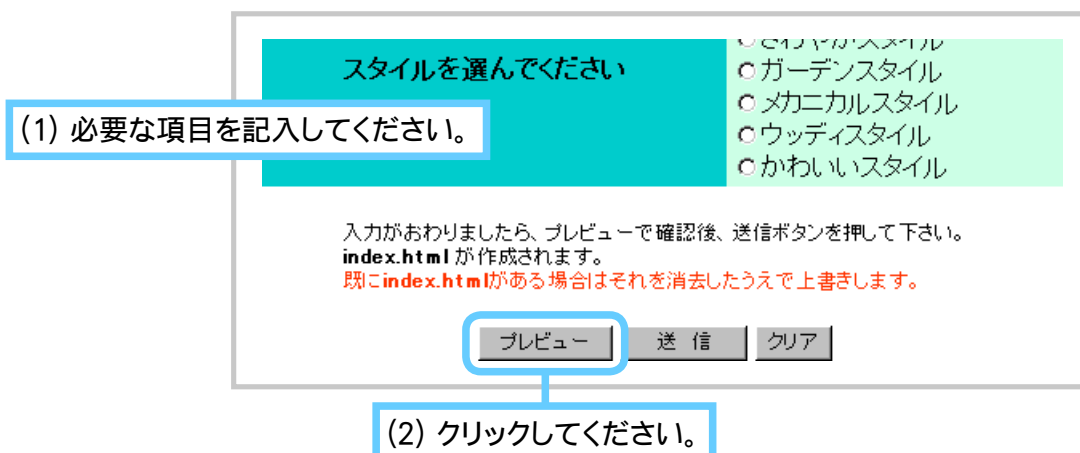 さわやかスタイル
スタイルを選んでください
ガーデンスタイル
メカニカルスタイル
(1) 必要な項目を記入してください。
ウッディスタイル
かわいいスタイル
入力がおわりましたら、プレビューで確認後、送信ボタンを押して下さい。
index.html が作成されます。
既にindex.htmlがある場合はそれを消去したうえで上書きします。
プレビュー 送 信 クリア
(2) クリックしてください。